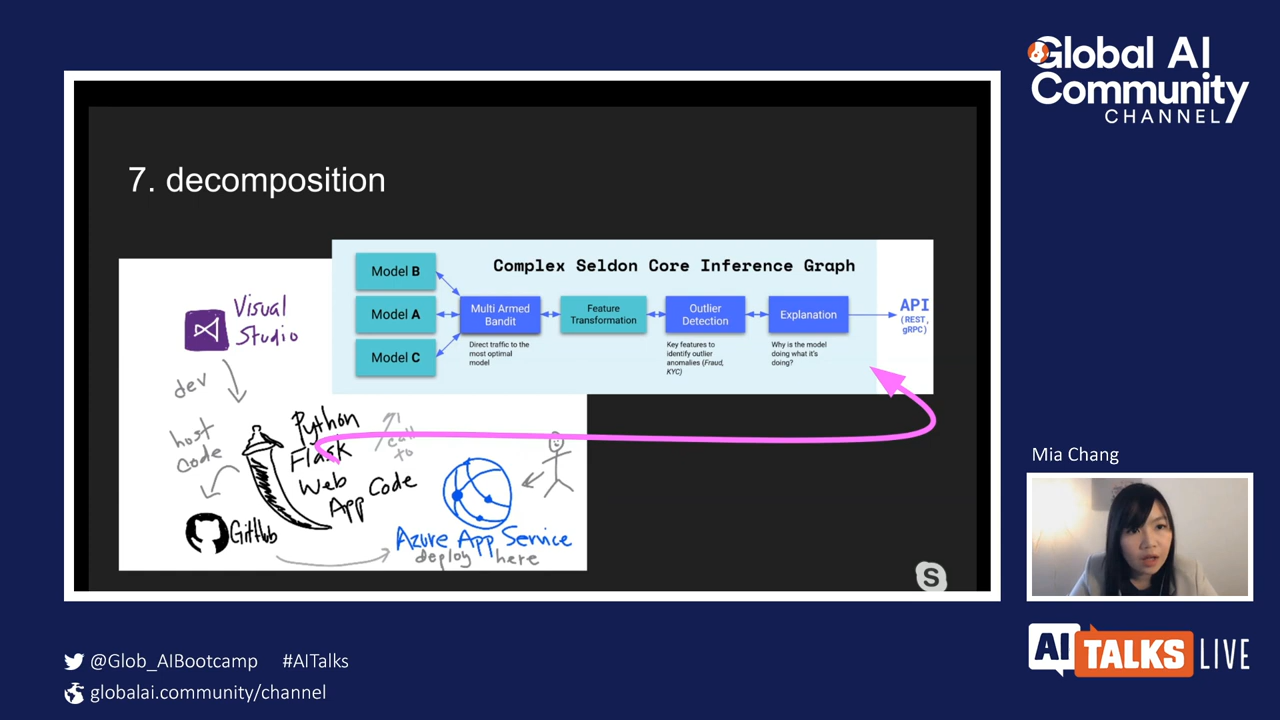 Global AI
Community
CHANNEL
7. decomposition
Complex Seldon Core Inference Graph
Model B
Model A
Model C
Multi Armed
Bandit
Direct traffic to the
most optimal
model
Feature
Transformation
Outlier
Detection
Key features to
identify outlier
anomalies (Fraud,
KYC)
Explanation
Why is the model
doing what it's
doing?
API
(REST,
gRPC)
Visual
Studio
dev
host
code
Python
Flask
Web
App Code
call
to
GitHub
Azure App Service
deploy here
S
Mia Chang
AI
TALKS LIVE
@Glob_AIBootcamp #AITalks
globalai.community/channel